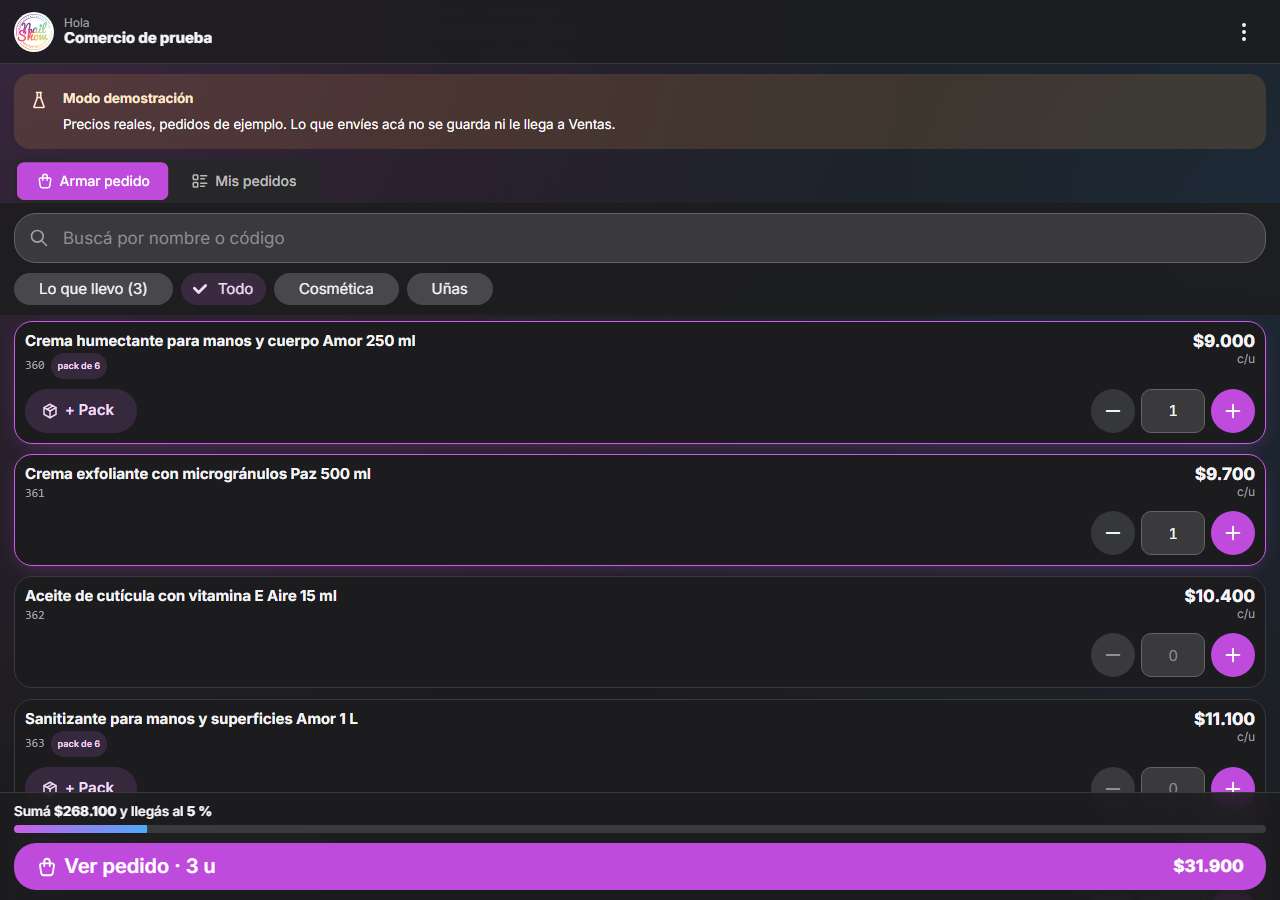 Nail
Show
Hola
Comercio de prueba
Modo demostración
Precios reales, pedidos de ejemplo. Lo que envíes acá no se guarda ni le llega a Ventas.
Armar pedido
Mis pedidos
Buscá por nombre o código
Lo que llevo (3)
Todo
Cosmética
Uñas
Crema humectante para manos y cuerpo Amor 250 ml
$9.000
360
pack de 6
c/u
+ Pack
1
Crema exfoliante con microgránulos Paz 500 ml
$9.700
361
c/u
1
Aceite de cutícula con vitamina E Aire 15 ml
$10.400
362
c/u
0
Sanitizante para manos y superficies Amor 1 L
$11.100
363
pack de 6
c/u
+ Pack
0
Sumá $268.100 y llegás al 5 %
Ver pedido · 3 u
$31.900